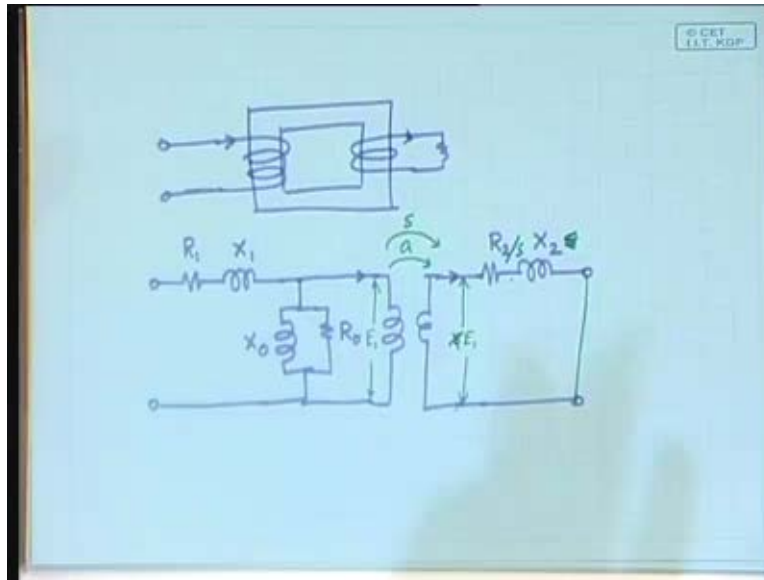 © CET
I.I.T. KGP
s
a
R₁ X₁ R₂/s X₂
X₀ R₀ E₁ E₁